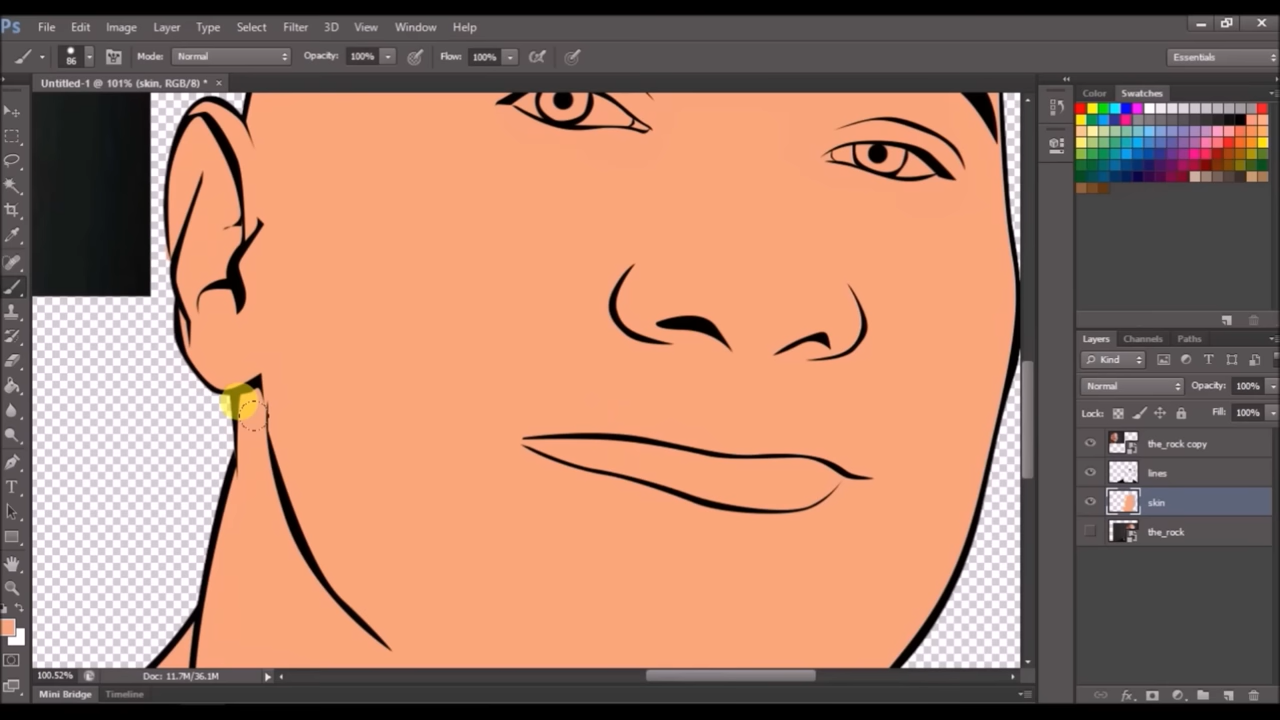 Ps File Edit Image Layer Type Select Filter 3D View Window Help
86 Mode: Normal Opacity: 100% Flow: 100% Essentials
Untitled-1 @ 101% (skin, RGB/8) * ×
Color Swatches
Layers Channels Paths
Kind T
Normal Opacity: 100%
Lock: Fill: 100%
the_rock copy
lines
skin
the_rock
T
100.52% Doc: 11.7M/36.1M
Mini Bridge Timeline
fx